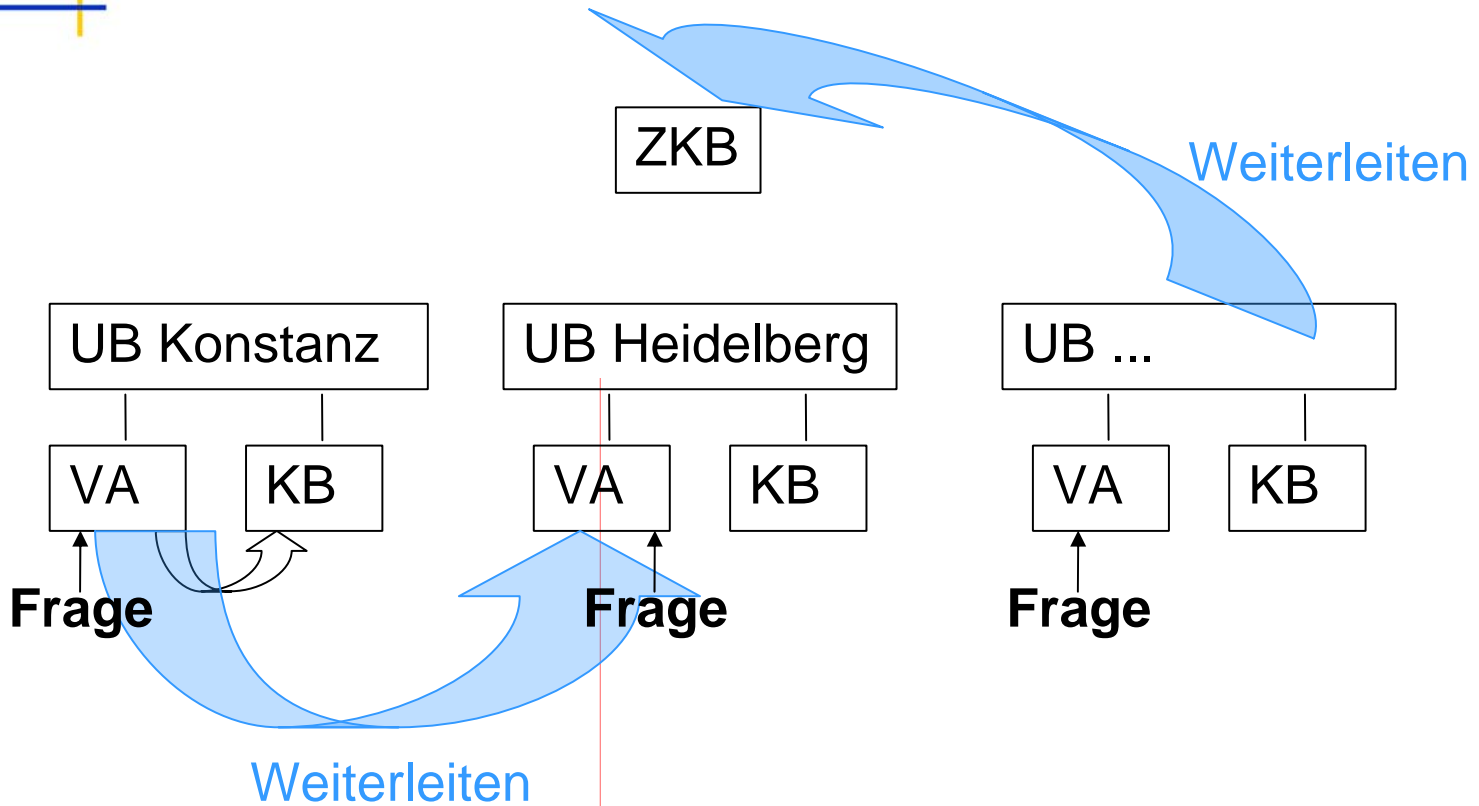 ZKB
Weiterleiten
UB Konstanz
UB Heidelberg
UB ...
VA
KB
VA
KB
VA
KB
Frage
Frage
Frage
Weiterleiten